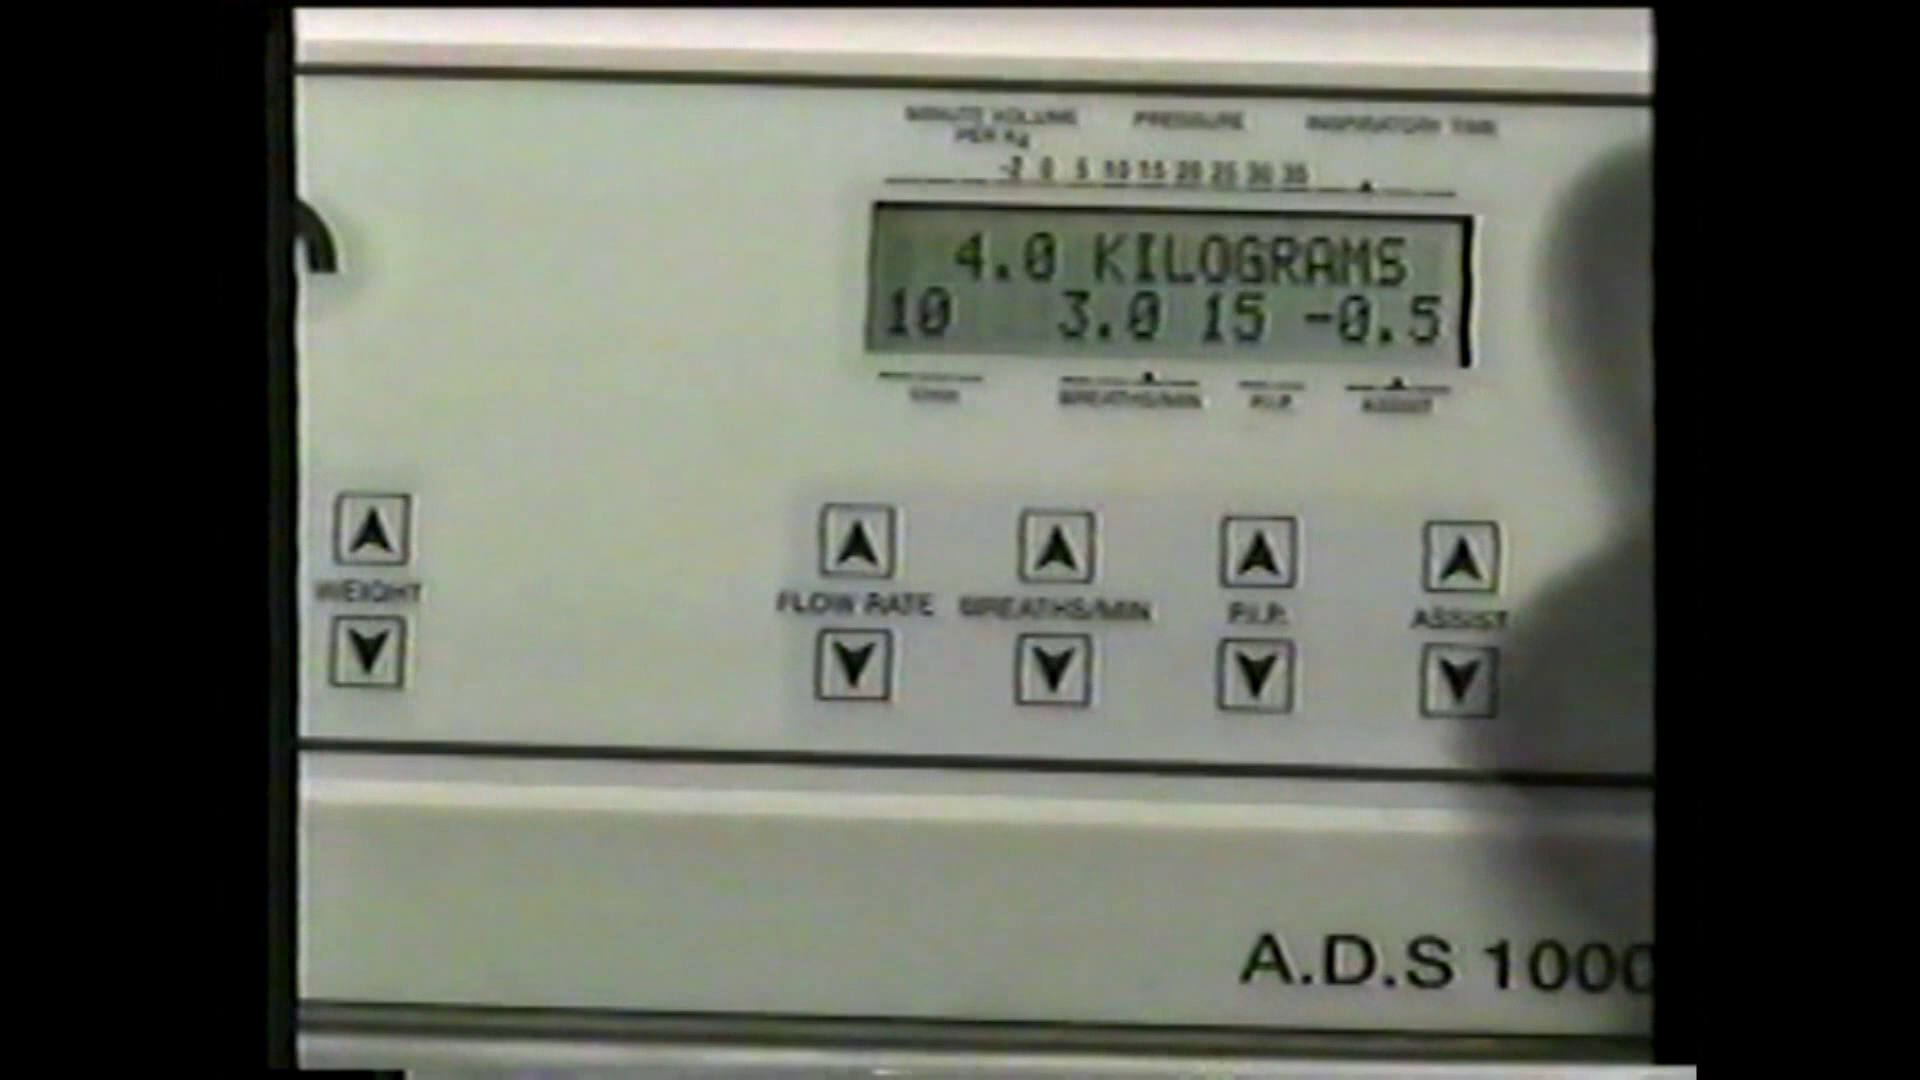 MINUTE VOLUME PRESSURE INSPIRATORY TIME
PER Kg
-2 0 5 10 15 20 25 30 35
4.0 KILOGRAMS
10 3.0 15 -0.5
BREATHS/MIN P.I.P. ASSIST
WEIGHT FLOW RATE BREATHS/MIN P.I.P. ASSIST
A.D.S 1000